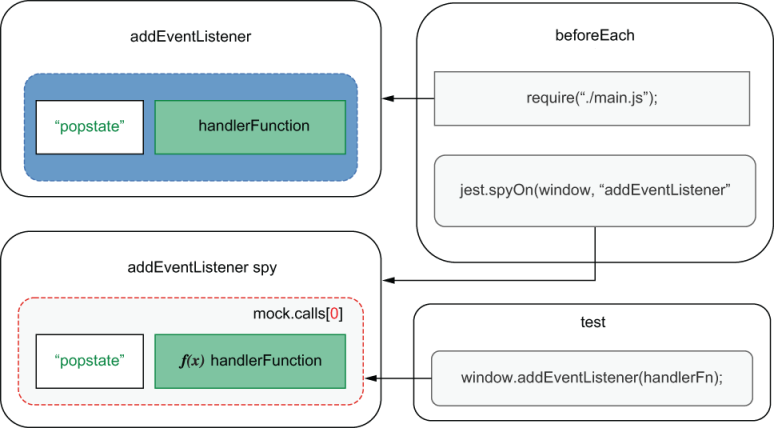 addEventListener
“popstate”
handlerFunction
beforeEach
require(“./main.js”);
jest.spyOn(window, “addEventListener”
addEventListener spy
mock.calls[0]
“popstate”
f(x) handlerFunction
test
window.addEventListener(handlerFn);